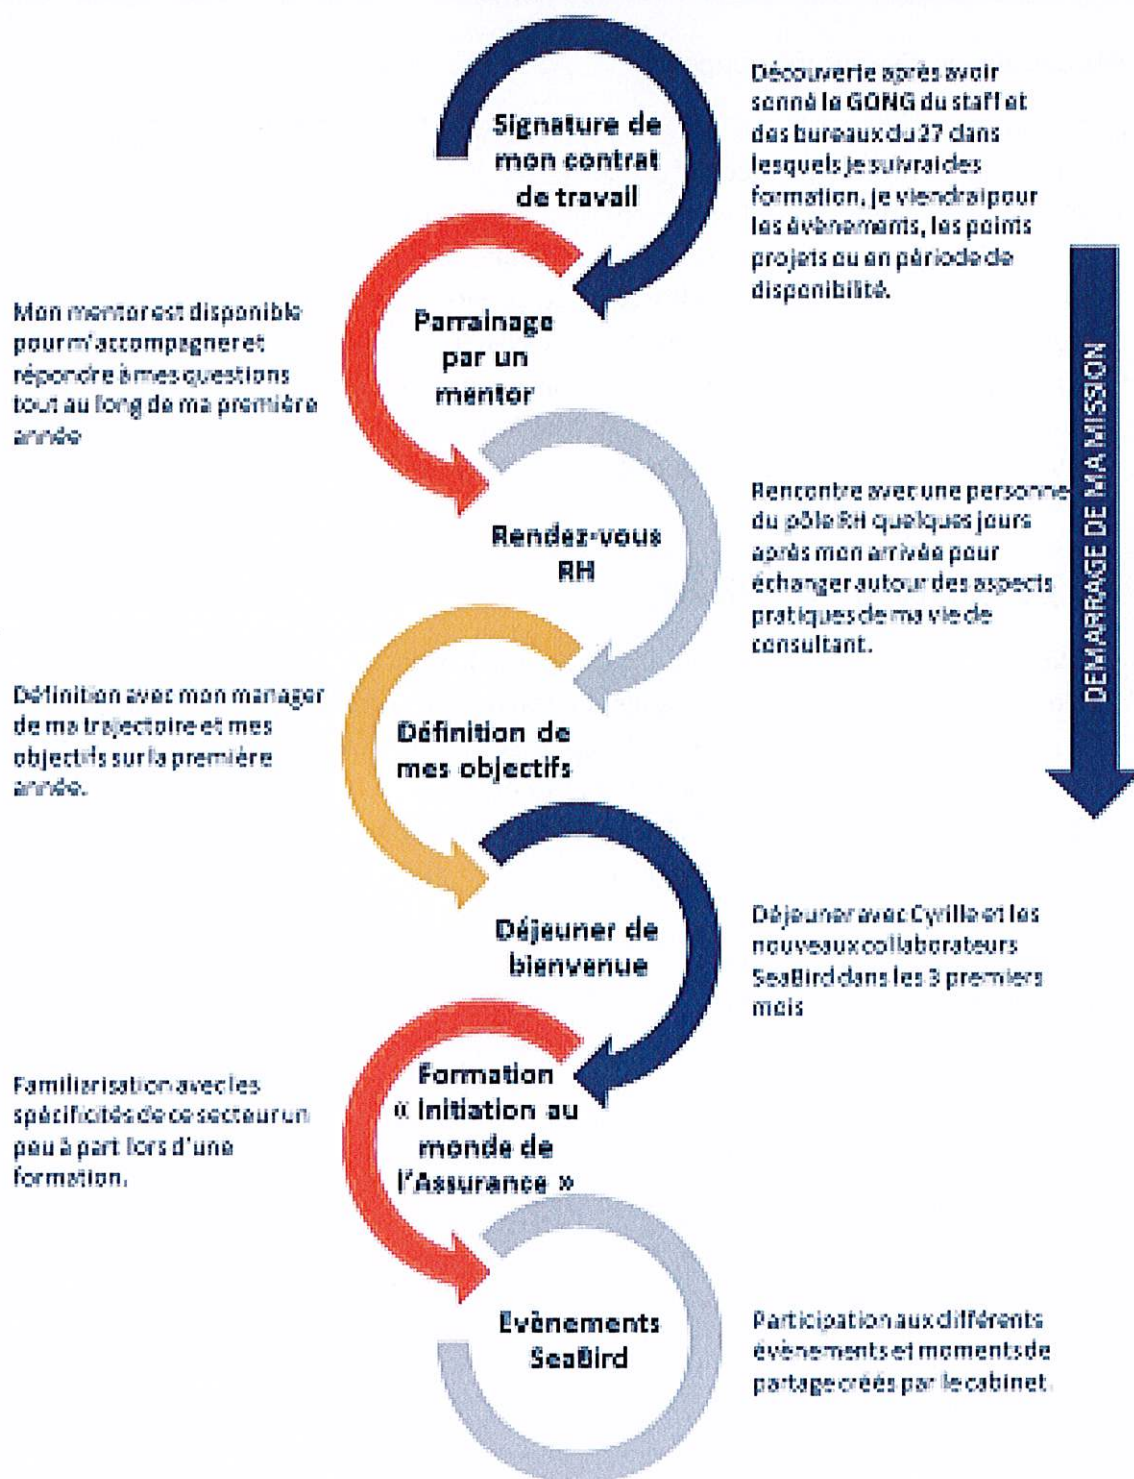 Signature de
mon contrat
de travail
Découverte après avoir
sonné le GONG du staff et
des bureaux du 27 dans
lesquels je suivrai des
formation, je viendrai pour
les évènements, les points
projets ou en période de
disponibilité.
Mon mentor est disponible
pour m'accompagner et
répondre à mes questions
tout au long de ma première
année
Parrainage
par un
mentor
DEMARRAGE DE MA MISSION
Rendez-vous
RH
Rencontre avec une personne
du pôle RH quelques jours
après mon arrivée pour
échanger autour des aspects
pratiques de ma vie de
consultant.
Définition avec mon manager
de ma trajectoire et mes
objectifs sur la première
année.
Définition de
mes objectifs
Déjeuner de
bienvenue
Déjeuner avec Cyrille et les
nouveaux collaborateurs
SeaBird dans les 3 premiers
mois
Familiarisation avec les
spécificités de ce secteur un
peu à part lors d'une
formation.
Formation
« Initiation au
monde de
l'Assurance »
Evènements
SeaBird
Participation aux différents
évènements et moments de
partage créés par le cabinet.